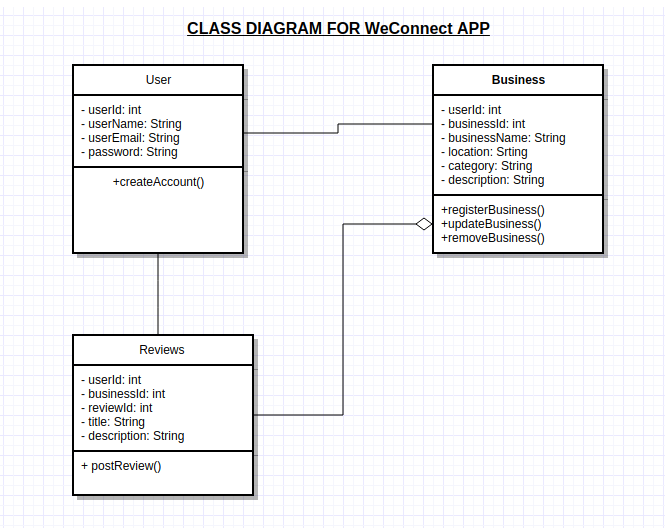 CLASS DIAGRAM FOR WeConnect APP
User
- userId: int
- userName: String
- userEmail: String
- password: String
+createAccount()
Business
- userId: int
- businessId: int
- businessName: String
- location: Srting
- category: String
- description: String
+registerBusiness()
+updateBusiness()
+removeBusiness()
Reviews
- userId: int
- businessId: int
- reviewId: int
- title: String
- description: String
+ postReview()